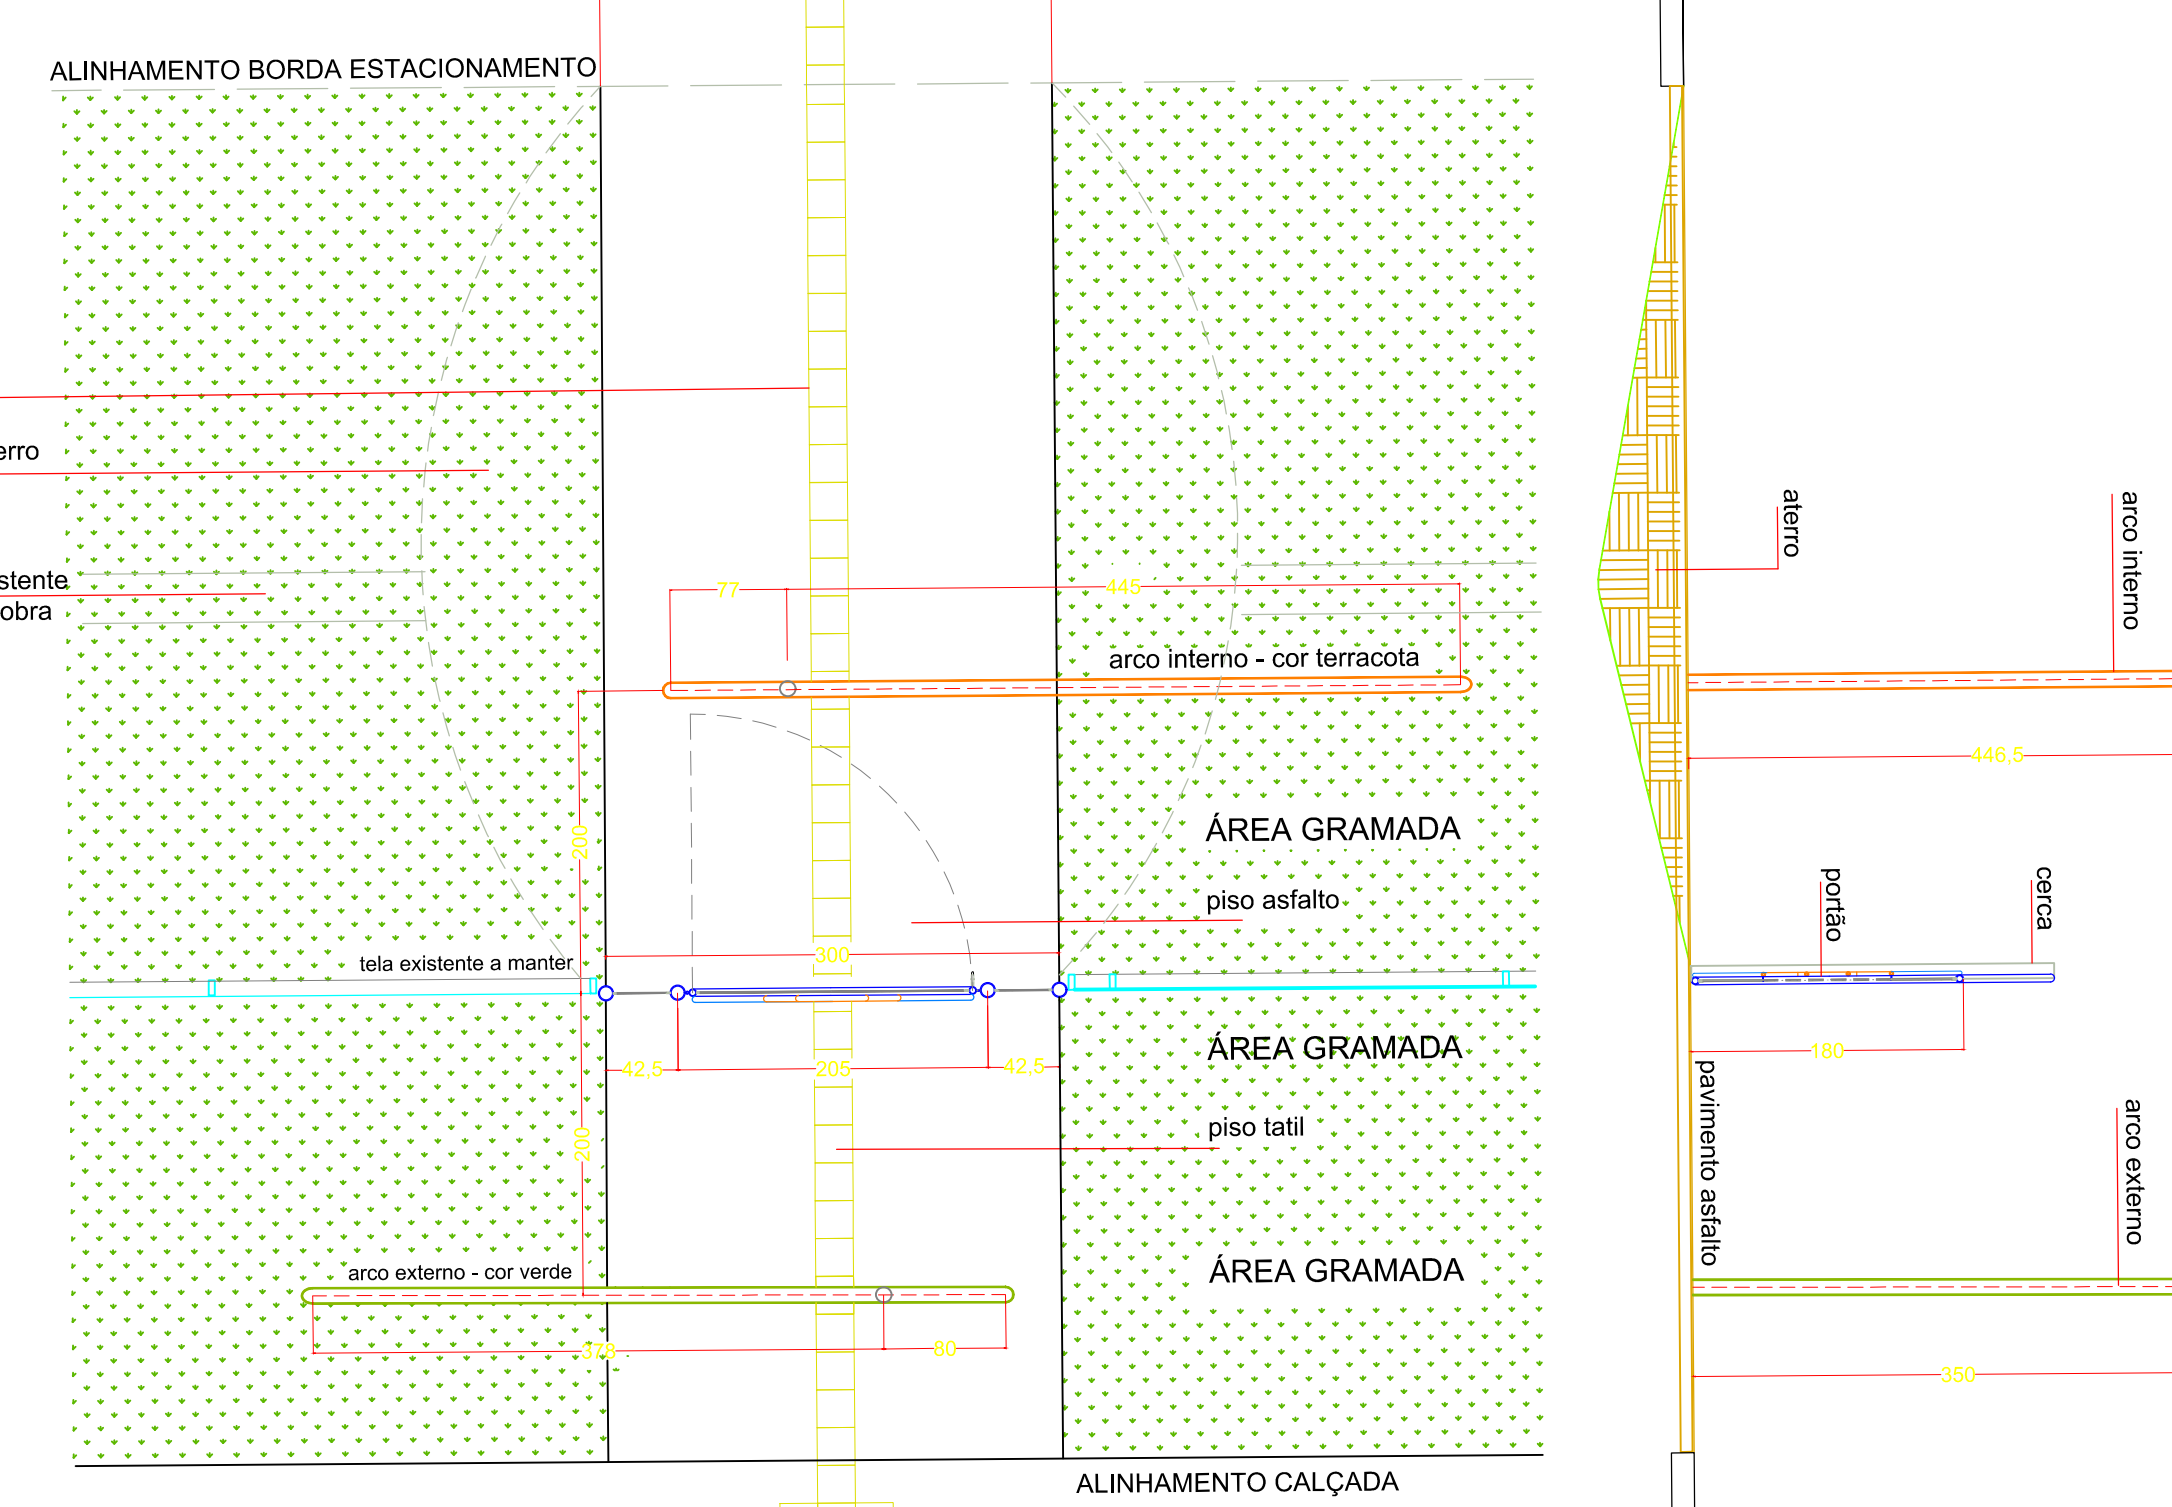 ALINHAMENTO BORDA ESTACIONAMENTO
erro
stente
obra
77
445
arco interno - cor terracota
200
ÁREA GRAMADA
piso asfalto
300
tela existente a manter
42,5
205
42,5
ÁREA GRAMADA
200
piso tatil
arco externo - cor verde
ÁREA GRAMADA
378
80
ALINHAMENTO CALÇADA
aterro
arco interno
446,5
portão
cerca
180
pavimento asfalto
arco externo
350